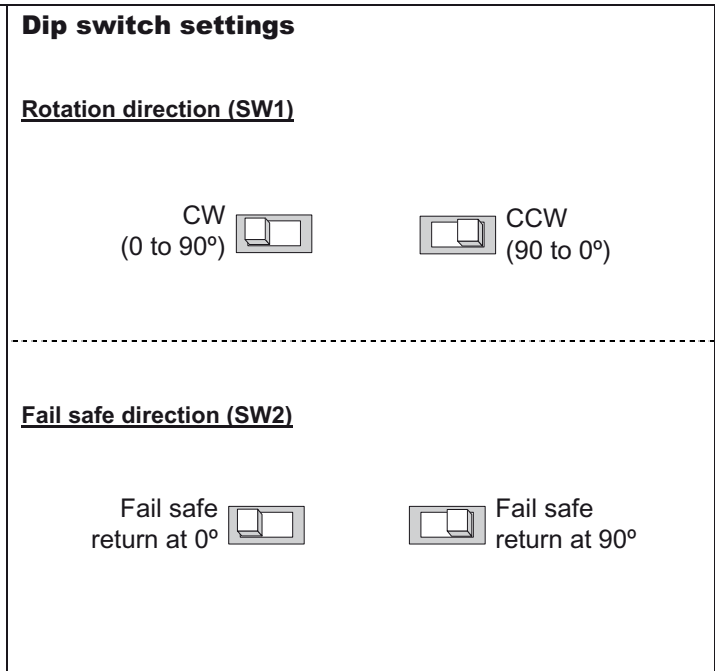 Dip switch settings
Rotation direction (SW1)
CW
(0 to 90º)
CCW
(90 to 0º)
Fail safe direction (SW2)
Fail safe
return at 0º
Fail safe
return at 90º